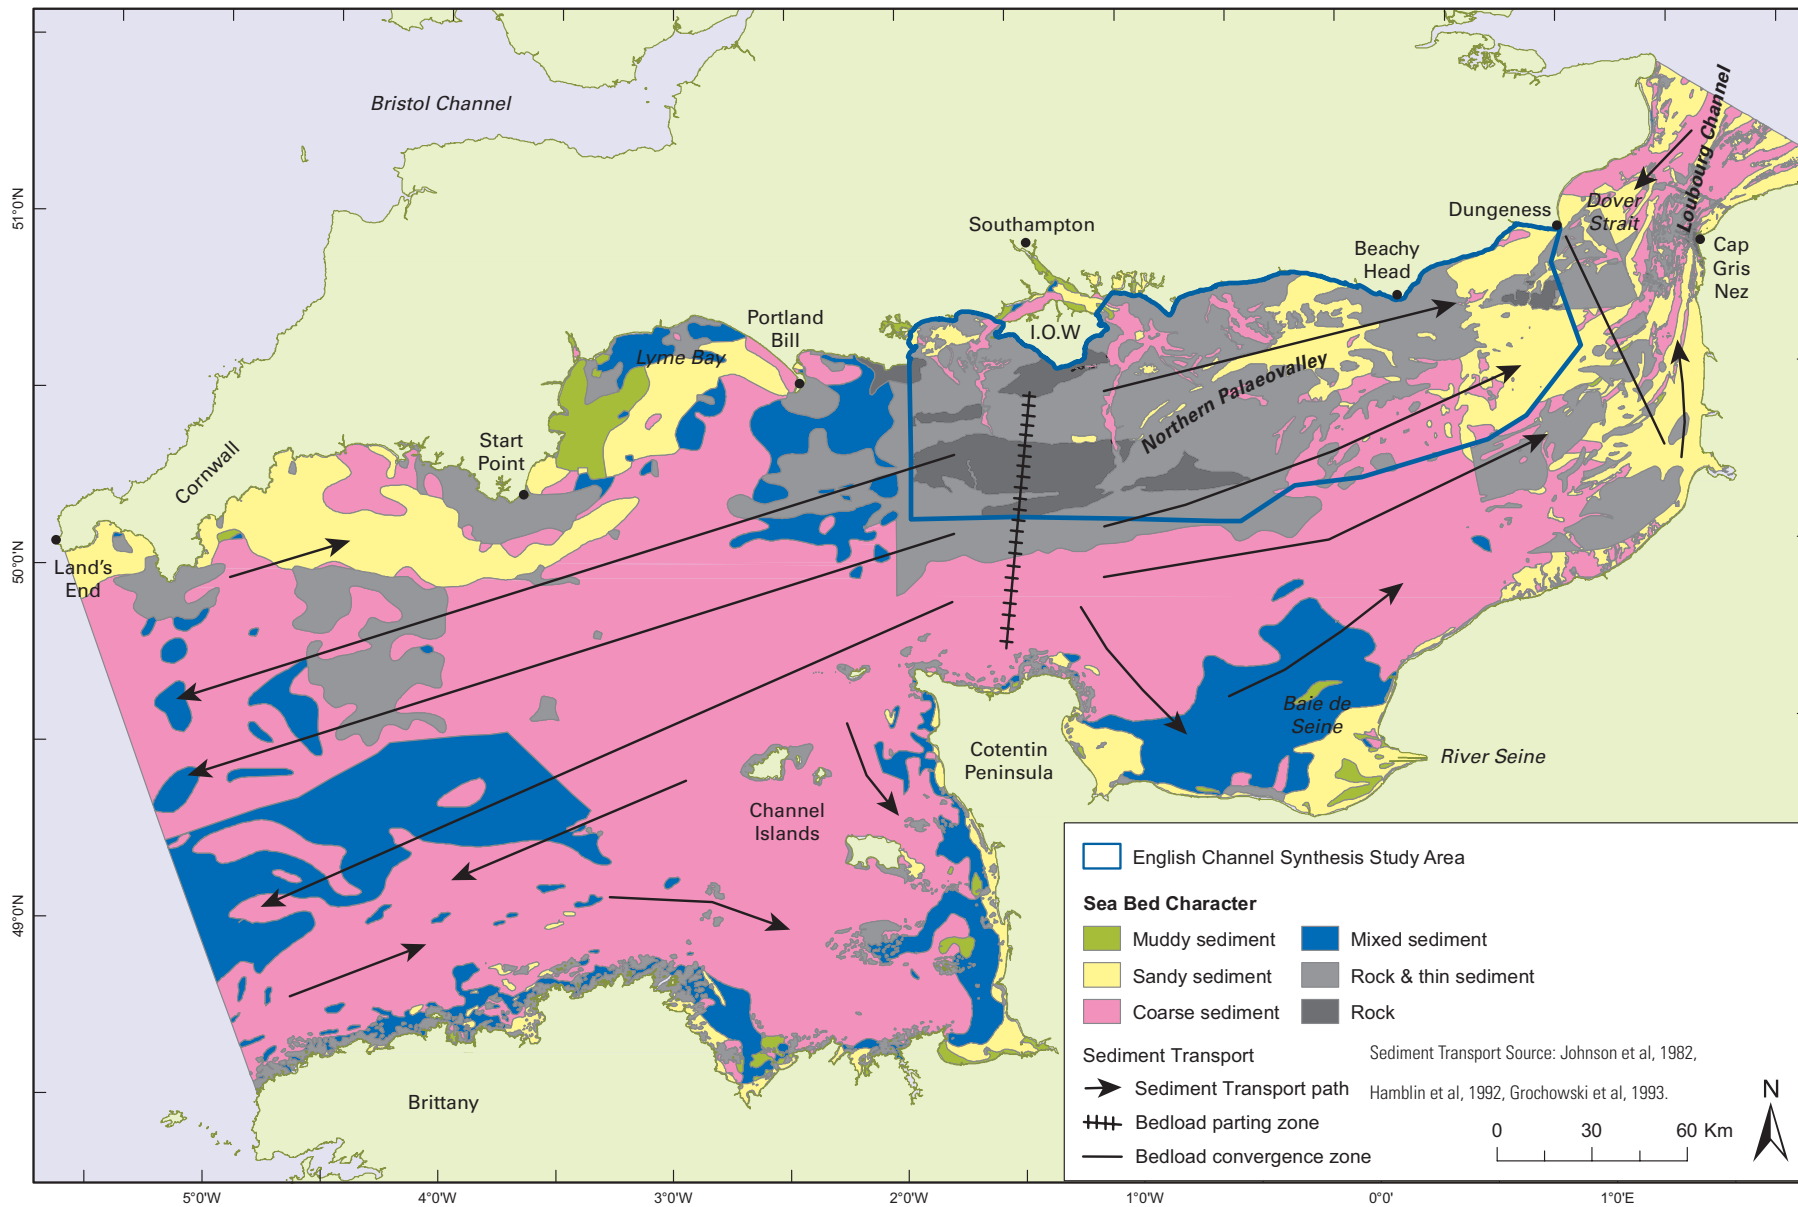 Bristol Channel
Loubourg Channel
51°0'N
Dungeness
Dover
Strait
Southampton
Beachy
Head
Cap
Gris
Nez
Portland
Bill
I.O.W
Lyme Bay
Northern Palaeovalley
Start
Point
Cornwall
50°0'N
Land's
End
Baie de
Seine
River Seine
Cotentin
Peninsula
Channel
Islands
49°0'N
Brittany
English Channel Synthesis Study Area
Sea Bed Character
Muddy sediment
Mixed sediment
Sandy sediment
Rock & thin sediment
Coarse sediment
Rock
Sediment Transport
Sediment Transport Source: Johnson et al, 1982,
Hamblin et al, 1992, Grochowski et al, 1993.
Sediment Transport path
Bedload parting zone
Bedload convergence zone
N
0 30 60 Km
5°0'W 4°0'W 3°0'W 2°0'W 1°0'W 0°0' 1°0'E